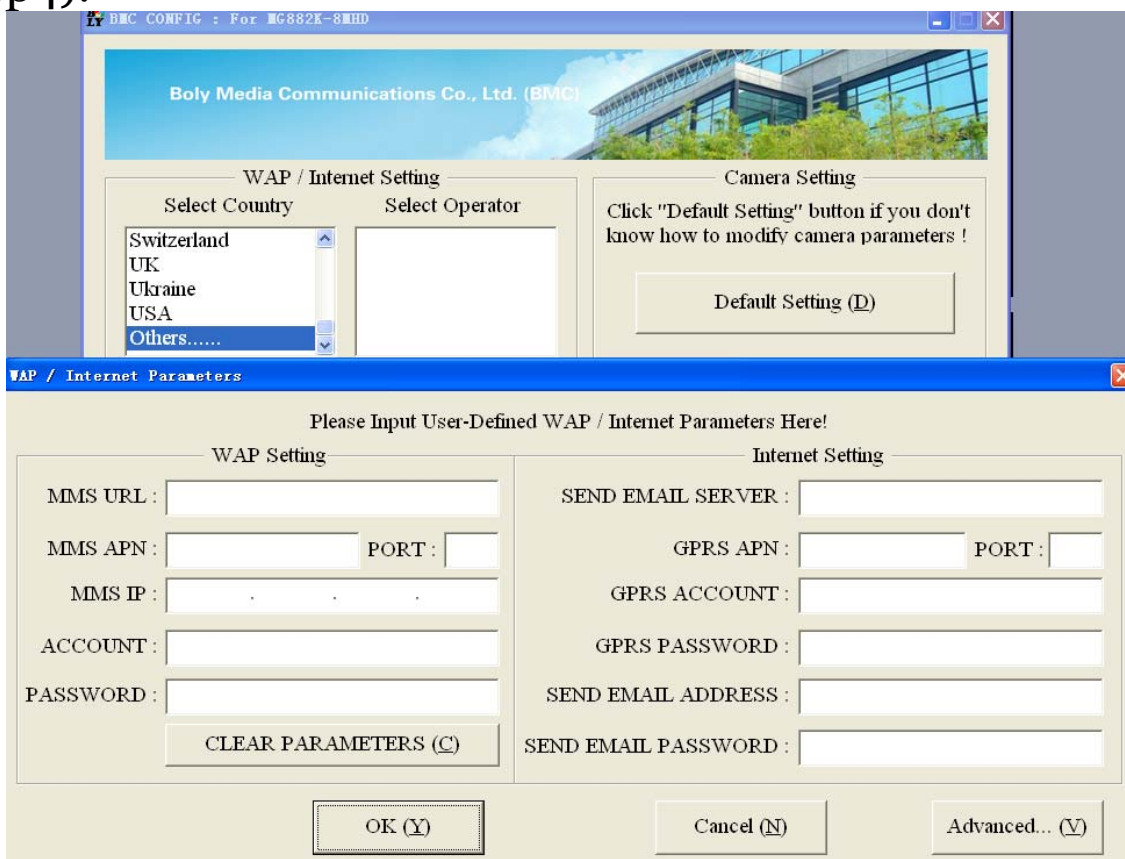 BMC CONFIG : For MG882K-8MHD
Boly Media Communications Co., Ltd. (BMC)
WAP / Internet Setting
Select Country Select Operator
Switzerland
UK
Ukraine
USA
Others......
Camera Setting
Click "Default Setting" button if you don't
know how to modify camera parameters !
Default Setting (D)
WAP / Internet Parameters
Please Input User-Defined WAP / Internet Parameters Here!
WAP Setting
MMS URL :
MMS APN : PORT :
MMS IP : . . .
ACCOUNT :
PASSWORD :
CLEAR PARAMETERS (C)
Internet Setting
SEND EMAIL SERVER :
GPRS APN : PORT :
GPRS ACCOUNT :
GPRS PASSWORD :
SEND EMAIL ADDRESS :
SEND EMAIL PASSWORD :
OK (Y) Cancel (N) Advanced... (V)